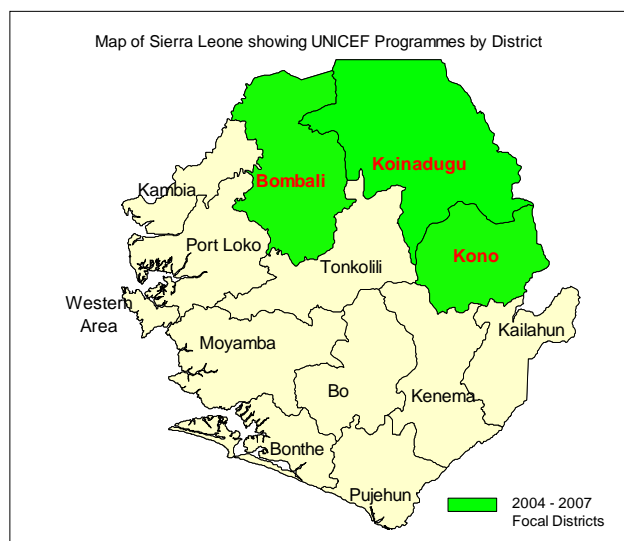 Map of Sierra Leone showing UNICEF Programmes by District
Koinadugu
Bombali
Kambia
Port Loko
Kono
Tonkolili
Western
Area
Kailahun
Moyamba
Bo
Kenema
Bonthe
Pujehun
2004 - 2007
Focal Districts